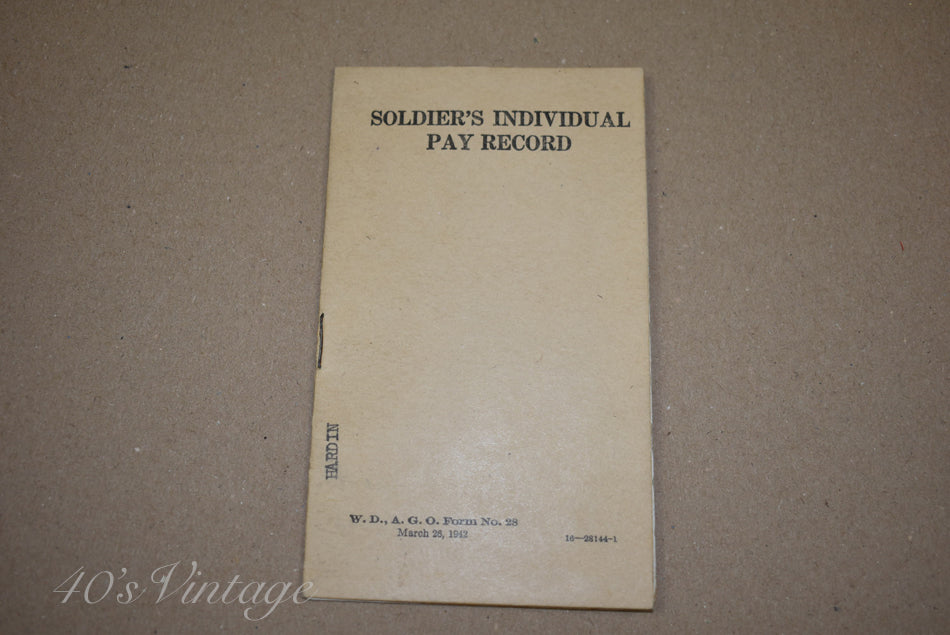 SOLDIER'S INDIVIDUAL
PAY RECORD
HARDIN
W. D., A. G. O. Form No. 28
March 26, 1942
16—28144-1
40's Vintage